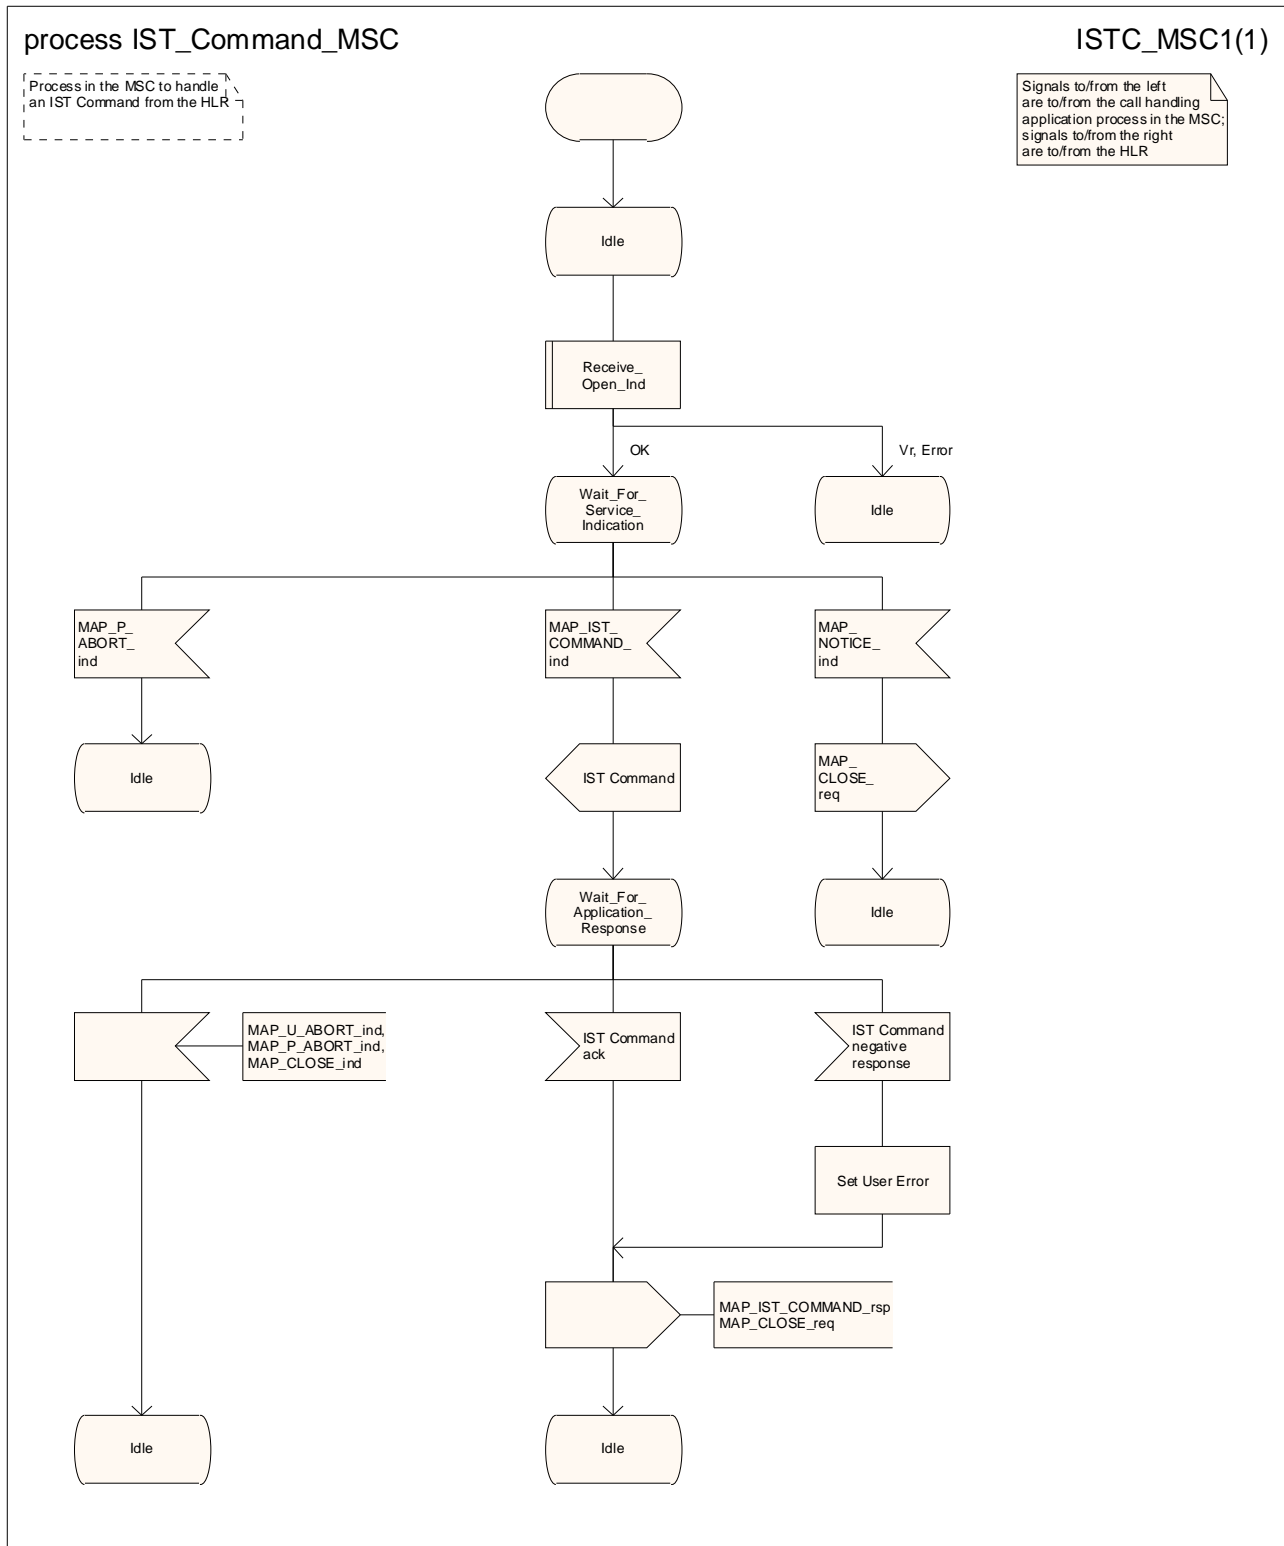 process IST_Command_MSC
ISTC_MSC1(1)
Process in the MSC to handle
an IST Command from the HLR
Signals to/from the left
are to/from the call handling
application process in the MSC;
signals to/from the right
are to/from the HLR
Idle
Receive_
Open_Ind
OK
Vr, Error
Wait_For_
Service_
Indication
Idle
MAP_P_
ABORT_
ind
MAP_IST_
COMMAND_
ind
MAP_
NOTICE_
ind
Idle
IST Command
MAP_
CLOSE_
req
Wait_For_
Application_
Response
Idle
MAP_U_ABORT_ind,
MAP_P_ABORT_ind,
MAP_CLOSE_ind
IST Command
ack
IST Command
negative
response
Set User Error
MAP_IST_COMMAND_rsp
MAP_CLOSE_req
Idle
Idle